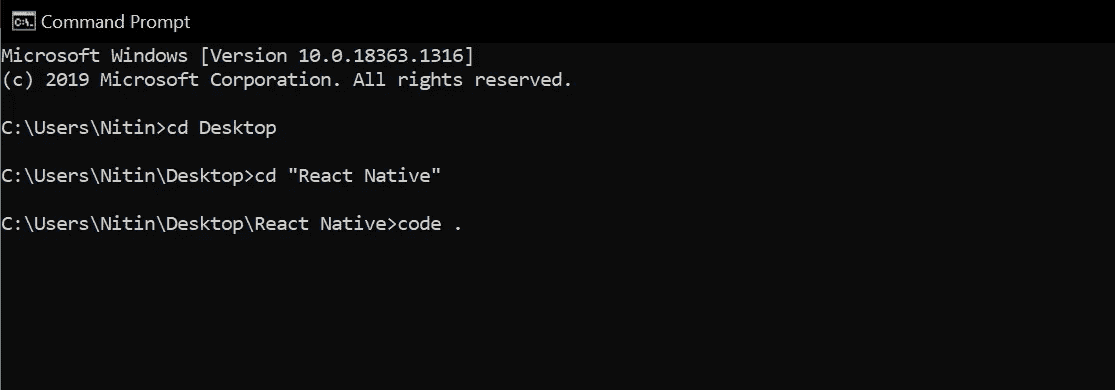 Command Prompt
Microsoft Windows [Version 10.0.18363.1316]
(c) 2019 Microsoft Corporation. All rights reserved.
C:\Users\Nitin>cd Desktop
C:\Users\Nitin\Desktop>cd "React Native"
C:\Users\Nitin\Desktop\React Native>code .